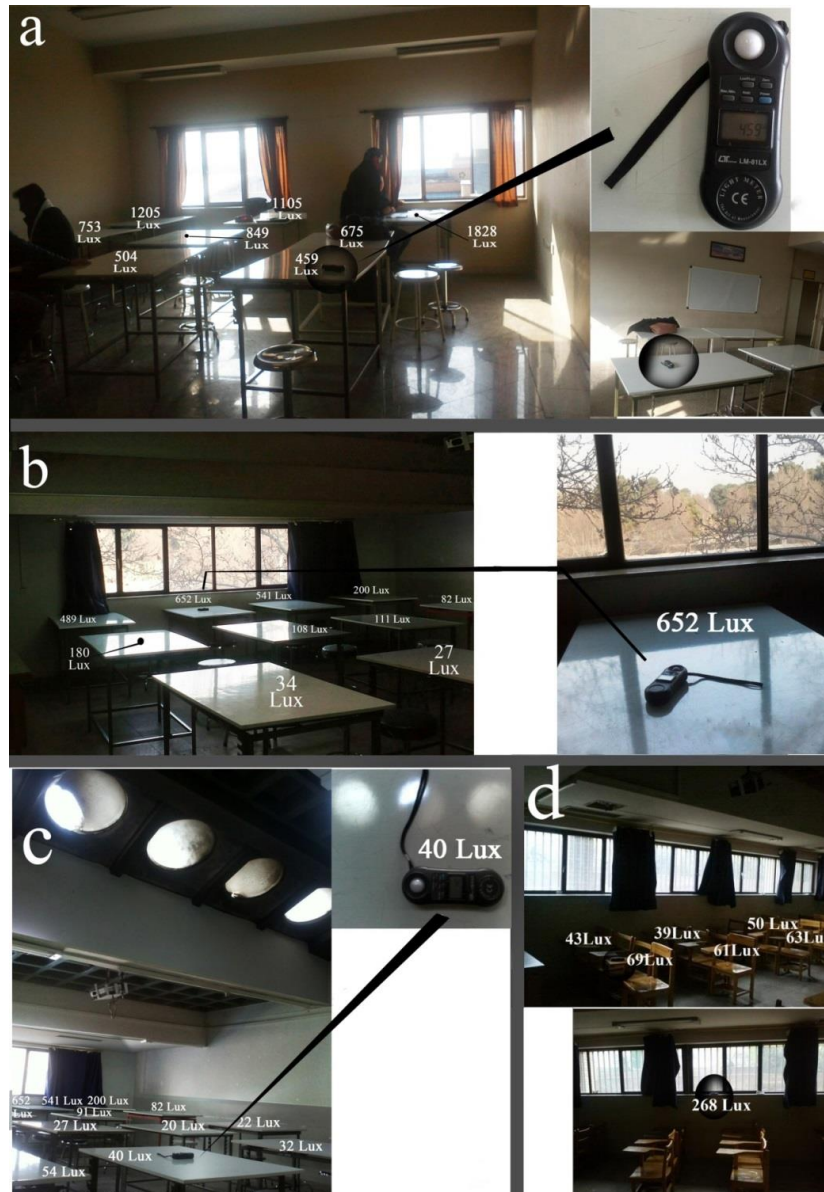 a
459
LM-81LX
LIGHT METER
CE
1205
Lux
1105
Lux
753
Lux
849
Lux
675
Lux
1828
Lux
504
Lux
459
Lux
b
652 Lux
541 Lux
200 Lux
82 Lux
489 Lux
108 Lux
111 Lux
180
Lux
27
Lux
34
Lux
652 Lux
c
40 Lux
652
Lux
541 Lux
200 Lux
91 Lux
82 Lux
27 Lux
20 Lux
22 Lux
32 Lux
40 Lux
54 Lux
d
50 Lux
43Lux
39Lux
63Lu
69Lux
61Lux
268 Lux